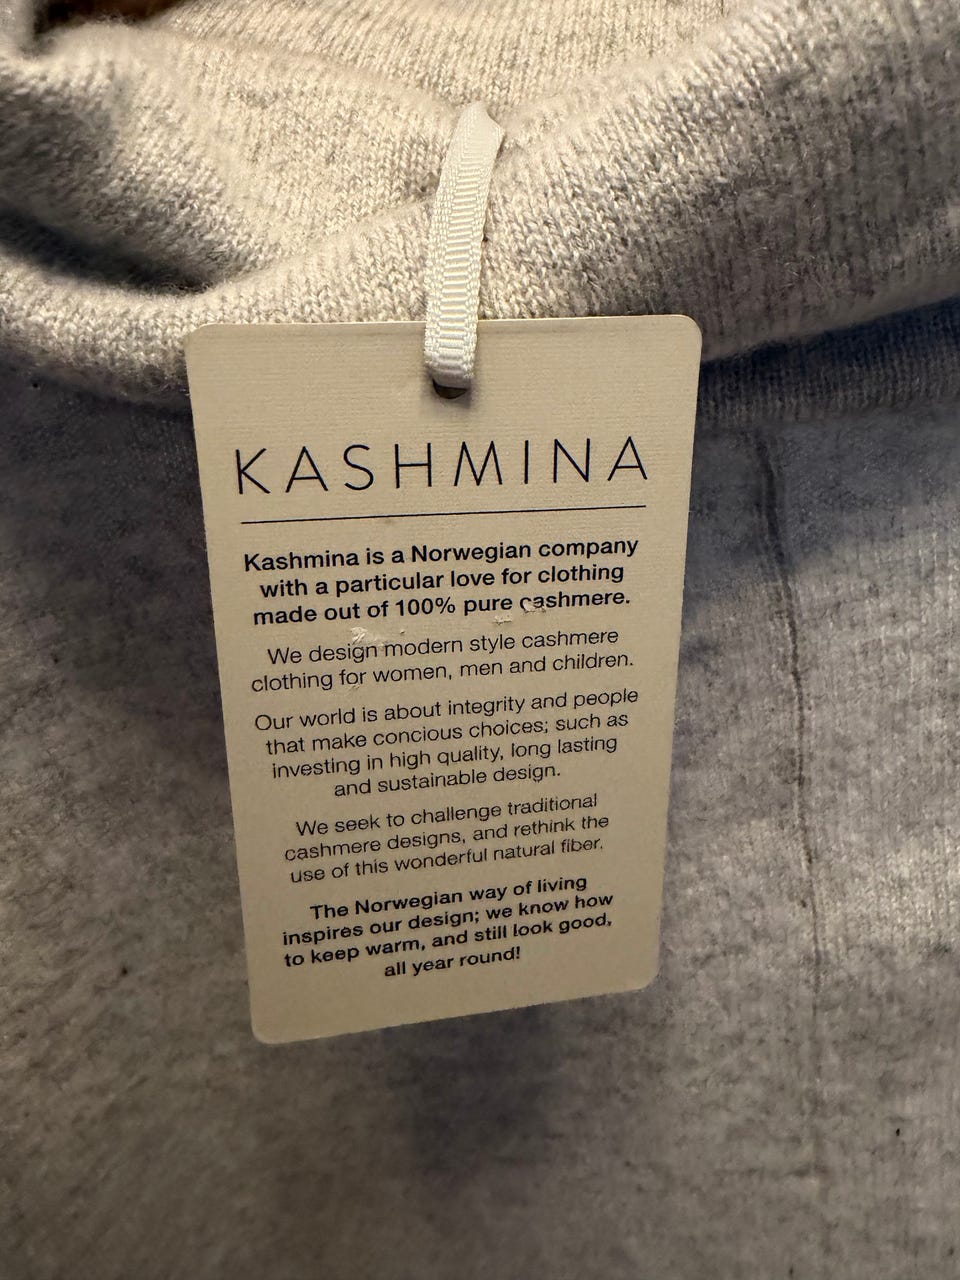 KASHMINA
Kashmina is a Norwegian company
with a particular love for clothing
made out of 100% pure cashmere.
We design modern style cashmere
clothing for women, men and children.
Our world is about integrity and people
that make concious choices; such as
investing in high quality, long lasting
and sustainable design.
We seek to challenge traditional
cashmere designs, and rethink the
use of this wonderful natural fiber.
The Norwegian way of living
inspires our design; we know how
to keep warm, and still look good,
all year round!